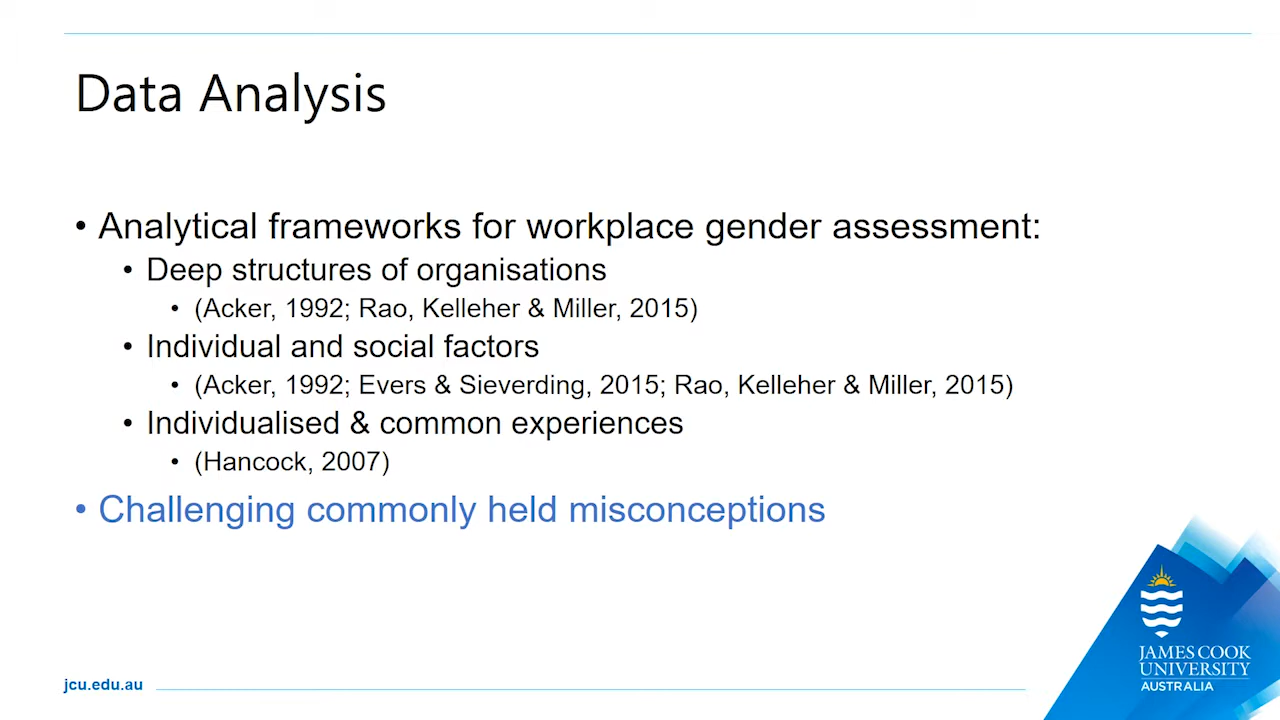 Data Analysis
• Analytical frameworks for workplace gender assessment:
• Deep structures of organisations
• (Acker, 1992; Rao, Kelleher & Miller, 2015)
• Individual and social factors
• (Acker, 1992; Evers & Sieverding, 2015; Rao, Kelleher & Miller, 2015)
• Individualised & common experiences
• (Hancock, 2007)
• Challenging commonly held misconceptions
jcu.edu.au
JAMES COOK
UNIVERSITY
AUSTRALIA